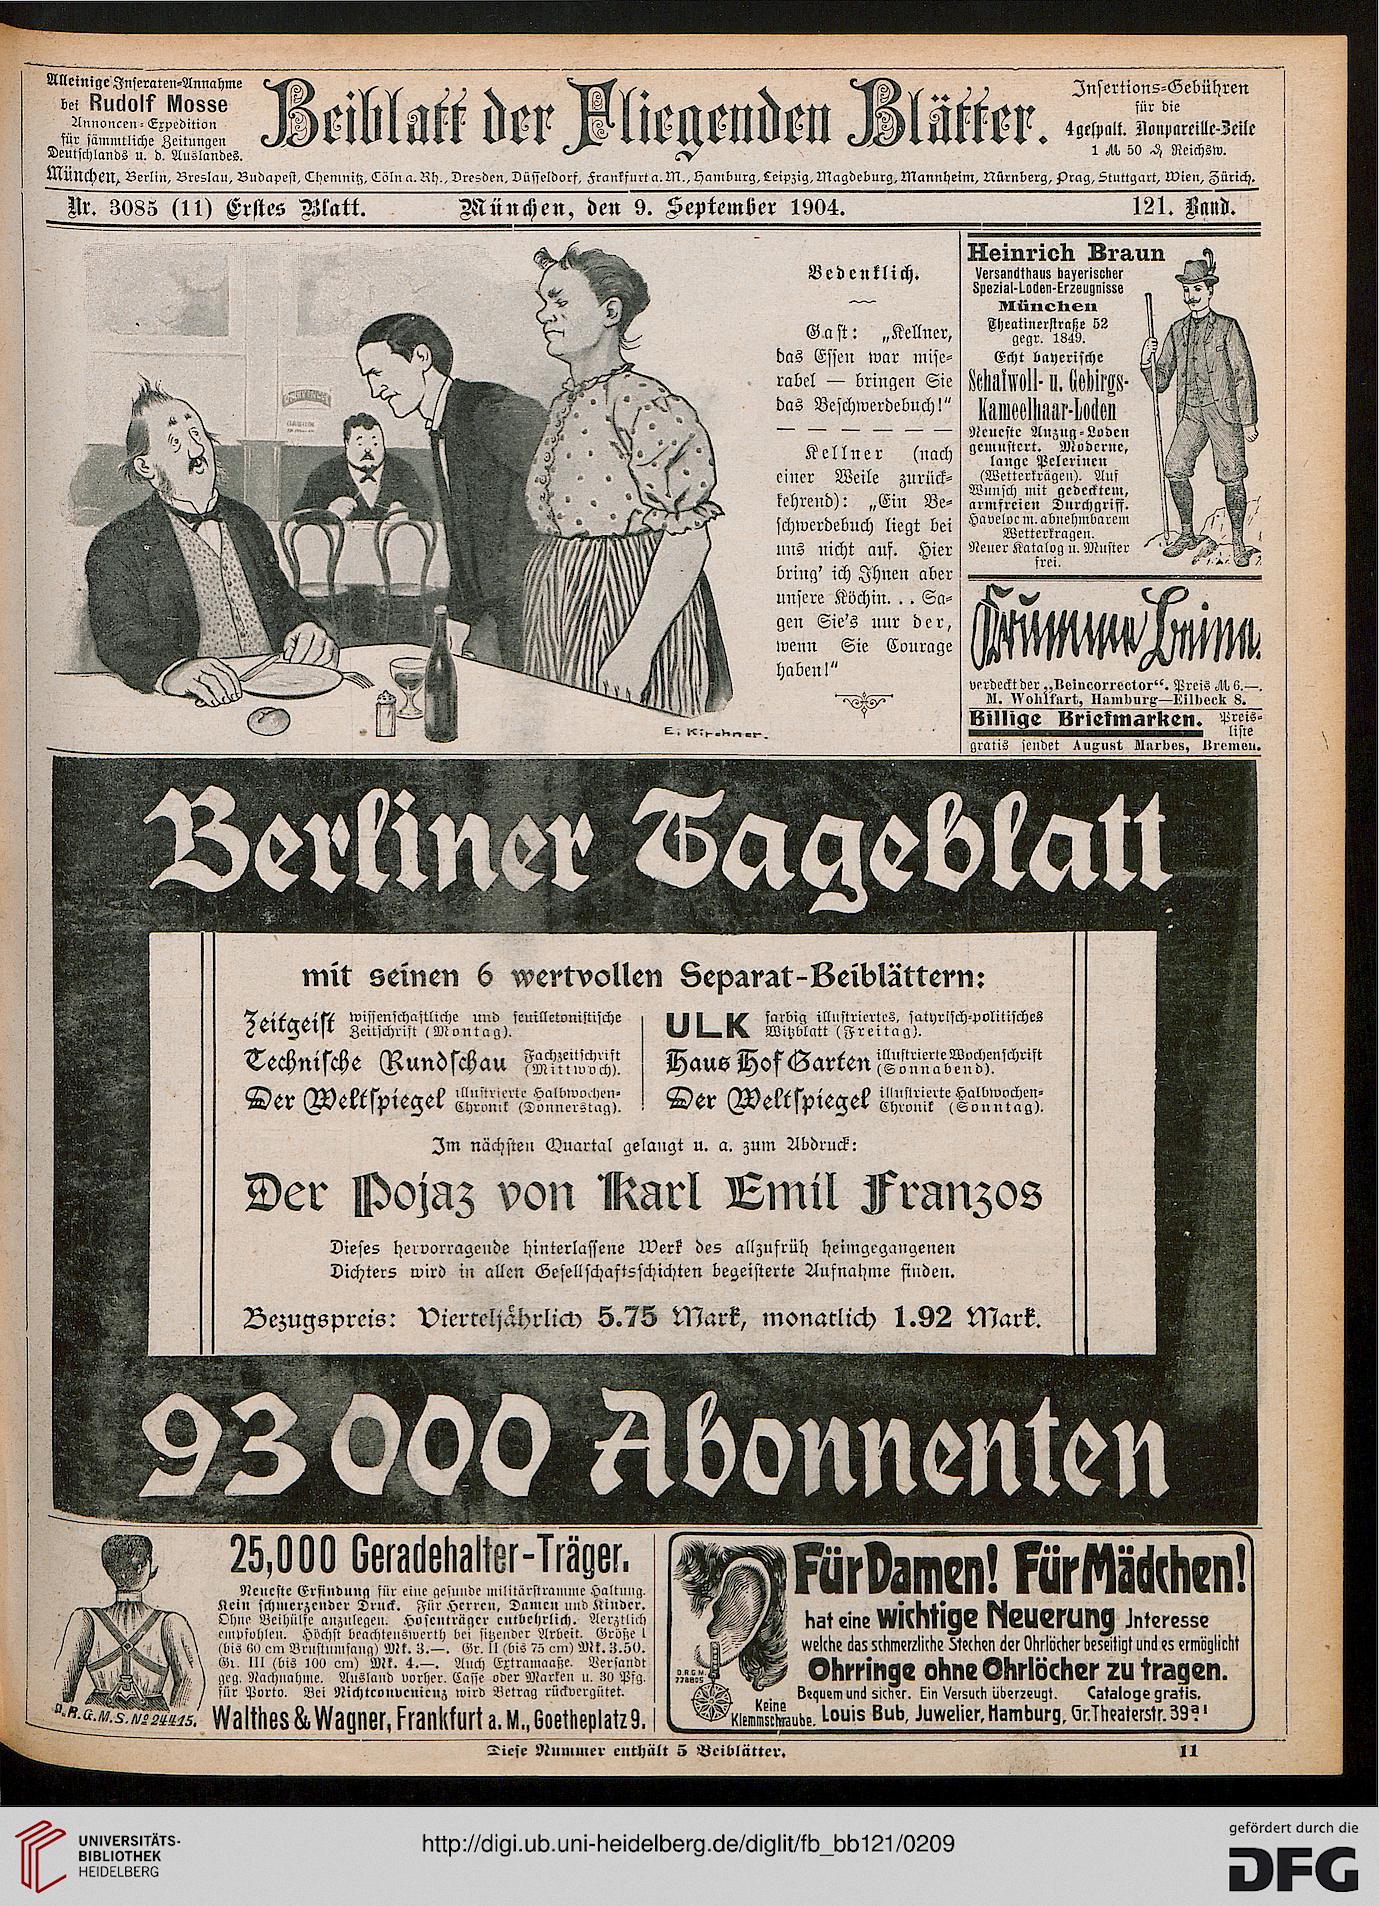 Alleinige Inseraten-Annahme
bei Rudolf Mosse
Annoncen-Expedition
für sämmtliche Zeitungen
Deutschlands u. d. Auslandes.
Beiblatt der Fliegenden Blätter.
Insertions-Gebühren
für die
4 gespalt. Nonpareille-Zeile
1 ℳ 50 ₰ Reichsw.
München, Berlin, Breslau, Budapest, Chemnitz, Cöln a. Rh., Dresden, Düsseldorf, Frankfurt a. M., Hamburg, Leipzig, Magdeburg, Mannheim, Nürnberg, Prag, Stuttgart, Wien, Zürich.
Nr. 3085 (11) Erstes Blatt. München, den 9. September 1904. 121. Band.
E. Kirchner.
Bedenklich.
Gast: „Kellner,
das Essen war mise-
rabel — bringen Sie
das Beschwerdebuch!“
— — — — — — —
Kellner (nach
einer Weile zurück-
kehrend): „Ein Be-
schwerdebuch liegt bei
uns nicht auf. Hier
bring' ich Ihnen aber
unsere Köchin... Sa-
gen Sie's nur der,
wenn Sie Courage
haben!“
Heinrich Braun
Versandthaus bayerischer
Spezial-Loden-Erzeugnisse
München
Theatinerstraße 52
gegr. 1849.
Echt bayerische
Schafwoll- u. Gebirgs-
Kameelhaar-Loden
Neueste Anzug-Loden
gemustert. Moderne,
lange Pelerinen
(Wetterkrägen). Auf
Wunsch mit gedecktem,
armfreien Durchgriff.
Haveloc m. abnehmbarem
Wetterkragen.
Neuer Katalog u. Muster
frei.
Krumme Beine
verdeckt der „Beincorrector“. Preis ℳ 6.—.
M. Wohlfart, Hamburg—Eilbeck 8.
Billige Briefmarken. Preis-
liste
gratis sendet August Marbes, Bremen.
Berliner Tageblatt
mit seinen 6 wertvollen Separat-Beiblättern:
Zeitgeist wissenschaftliche und feuilletonistische
Zeitschrift (Montag).
Technische Rundschau Fachzeitschrift
(Mittwoch).
Der Weltspiegel illustrierte Halbwochen-
Chronik (Donnerstag).
ULK farbig illustriertes, satyrisch-politisches
Witzblatt (Freitag).
Haus Hof Garten illustrierte Wochenschrift
(Sonnabend).
Der Weltspiegel illustrierte Halbwochen-
Chronik (Sonntag).
Im nächsten Quartal gelangt u. a. zum Abdruck:
Der Pojaz von Karl Emil Franzos
Dieses hervorragende hinterlassene Werk des allzufrüh heimgegangenen
Dichters wird in allen Gesellschaftsschichten begeisterte Aufnahme finden.
Bezugspreis: Vierteljährlich 5.75 Mark, monatlich 1.92 Mark.
93 000 Abonnenten
D.R.G.M.S. No 24415.
25,000 Geradehalter-Träger.
Neueste Erfindung für eine gesunde militärstramme Haltung.
Kein schmerzender Druck. Für Herren, Damen und Kinder.
Ohne Beihülfe anzulegen. Hosenträger entbehrlich. Aerztlich
empfohlen. Höchst beachtenswerth bei sitzender Arbeit. Größe I
(bis 60 cm Brustumfang) Mk. 3.—. Gr. II (bis 75 cm) Mk. 3.50.
Gr. III (bis 100 cm) Mk. 4.—. Auch Extramaaße. Versandt
geg. Nachnahme. Ausland vorher. Casse oder Marken u. 30 Pfg.
für Porto. Bei Nichtconvenienz wird Betrag rückvergütet.
Walthes & Wagner, Frankfurt a. M., Goetheplatz 9.
Für Damen! Für Mädchen!
hat eine wichtige Neuerung Interesse
welche das schmerzliche Stechen der Ohrlöcher beseitigt und es ermöglicht
Ohrringe ohne Ohrlöcher zu tragen.
Bequem und sicher. Ein Versuch überzeugt. Cataloge gratis.
Louis Bub, Juwelier, Hamburg, Gr. Theaterstr. 39a I
D.R.G.M.
Keine
Klemmschraube.
Diese Nummer enthält 5 Beiblätter.
11
UNIVERSITÄTS-
BIBLIOTHEK
HEIDELBERG
http://digi.ub.uni-heidelberg.de/diglit/fb_bb121/0209
gefördert durch die
DFG